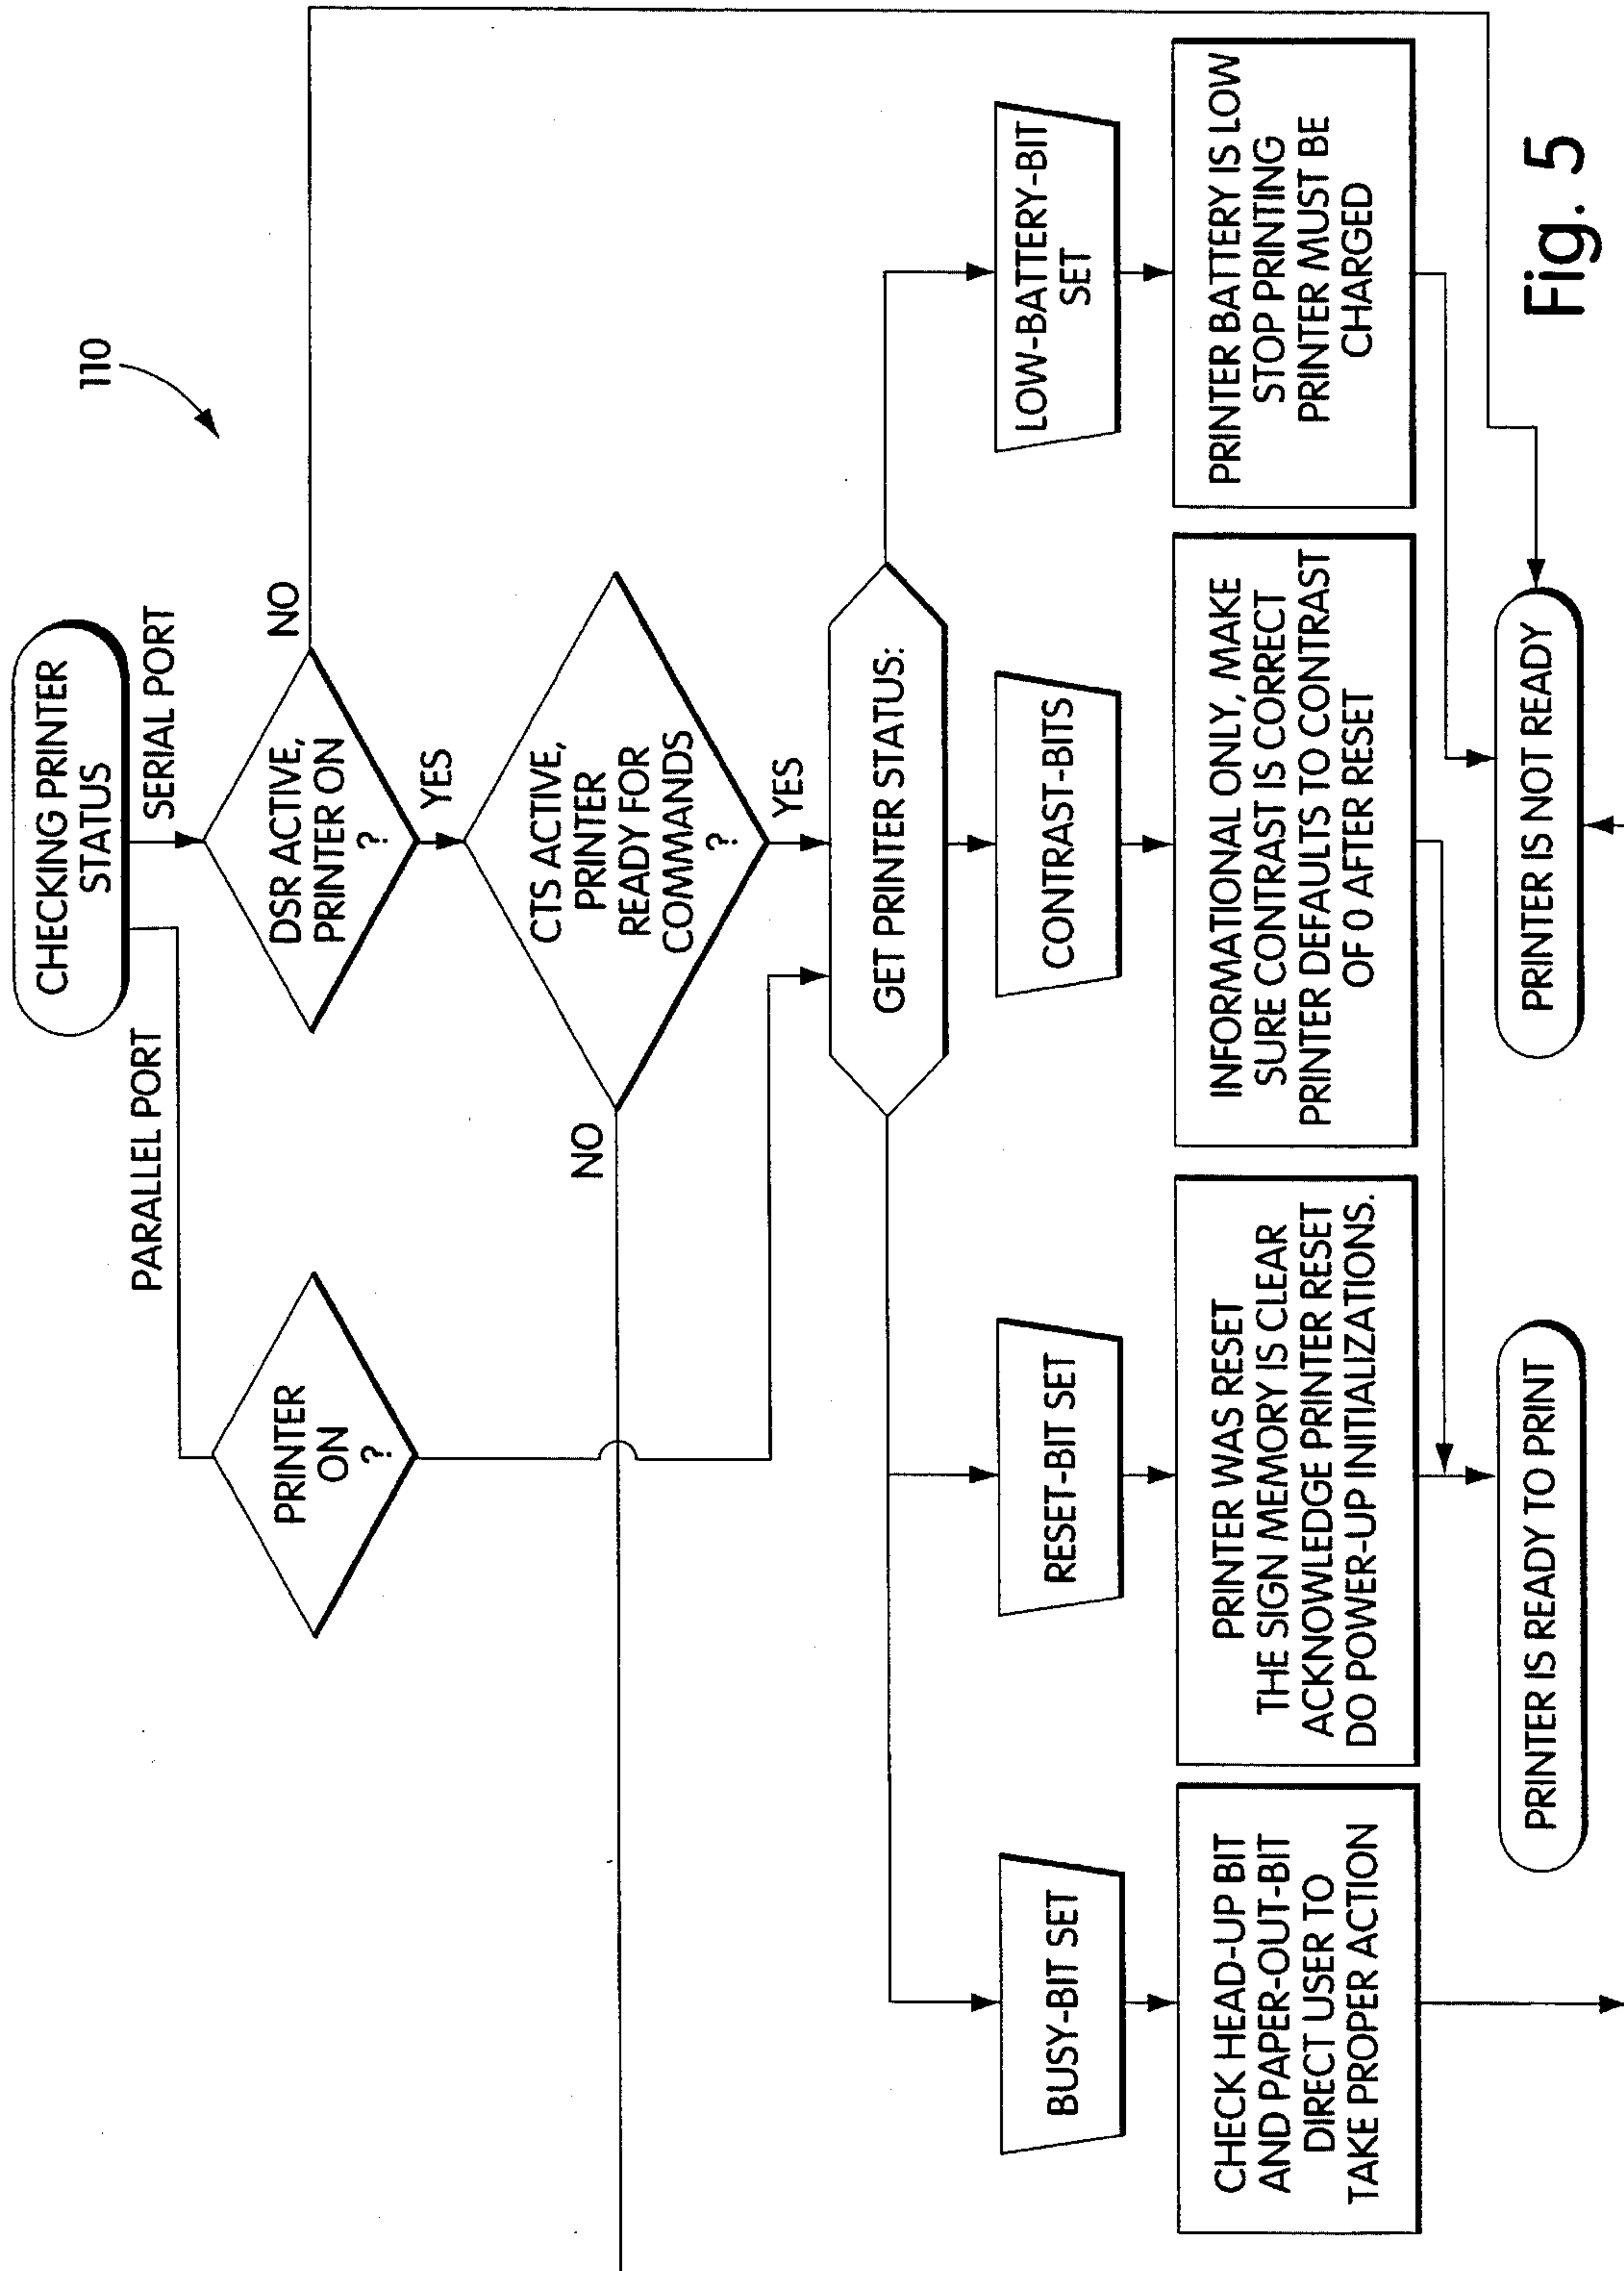 110
CHECKING PRINTER
STATUS
PARALLEL PORT
SERIAL PORT
PRINTER
ON
?
DSR ACTIVE,
PRINTER ON
?
NO
YES
CTS ACTIVE,
PRINTER
READY FOR
COMMANDS
?
NO
YES
GET PRINTER STATUS:
BUSY-BIT SET
RESET-BIT SET
CONTRAST-BITS
LOW-BATTERY-BIT
SET
CHECK HEAD-UP BIT
AND PAPER-OUT-BIT
DIRECT USER TO
TAKE PROPER ACTION
PRINTER WAS RESET
THE SIGN MEMORY IS CLEAR
ACKNOWLEDGE PRINTER RESET
DO POWER-UP INITIALIZATIONS.
INFORMATIONAL ONLY, MAKE
SURE CONTRAST IS CORRECT
PRINTER DEFAULTS TO CONTRAST
OF 0 AFTER RESET
PRINTER BATTERY IS LOW
STOP PRINTING
PRINTER MUST BE
CHARGED
PRINTER IS READY TO PRINT
PRINTER IS NOT READY
Fig. 5